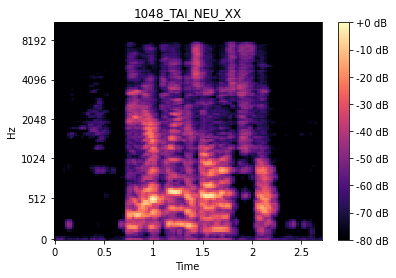 1048_TAI_NEU_XX
+0 dB
8192
-10 dB
4096
-20 dB
-30 dB
2048
Hz
-40 dB
1024
-50 dB
-60 dB
512
-70 dB
0
-80 dB
0 0.5 1 1.5 2 2.5
Time